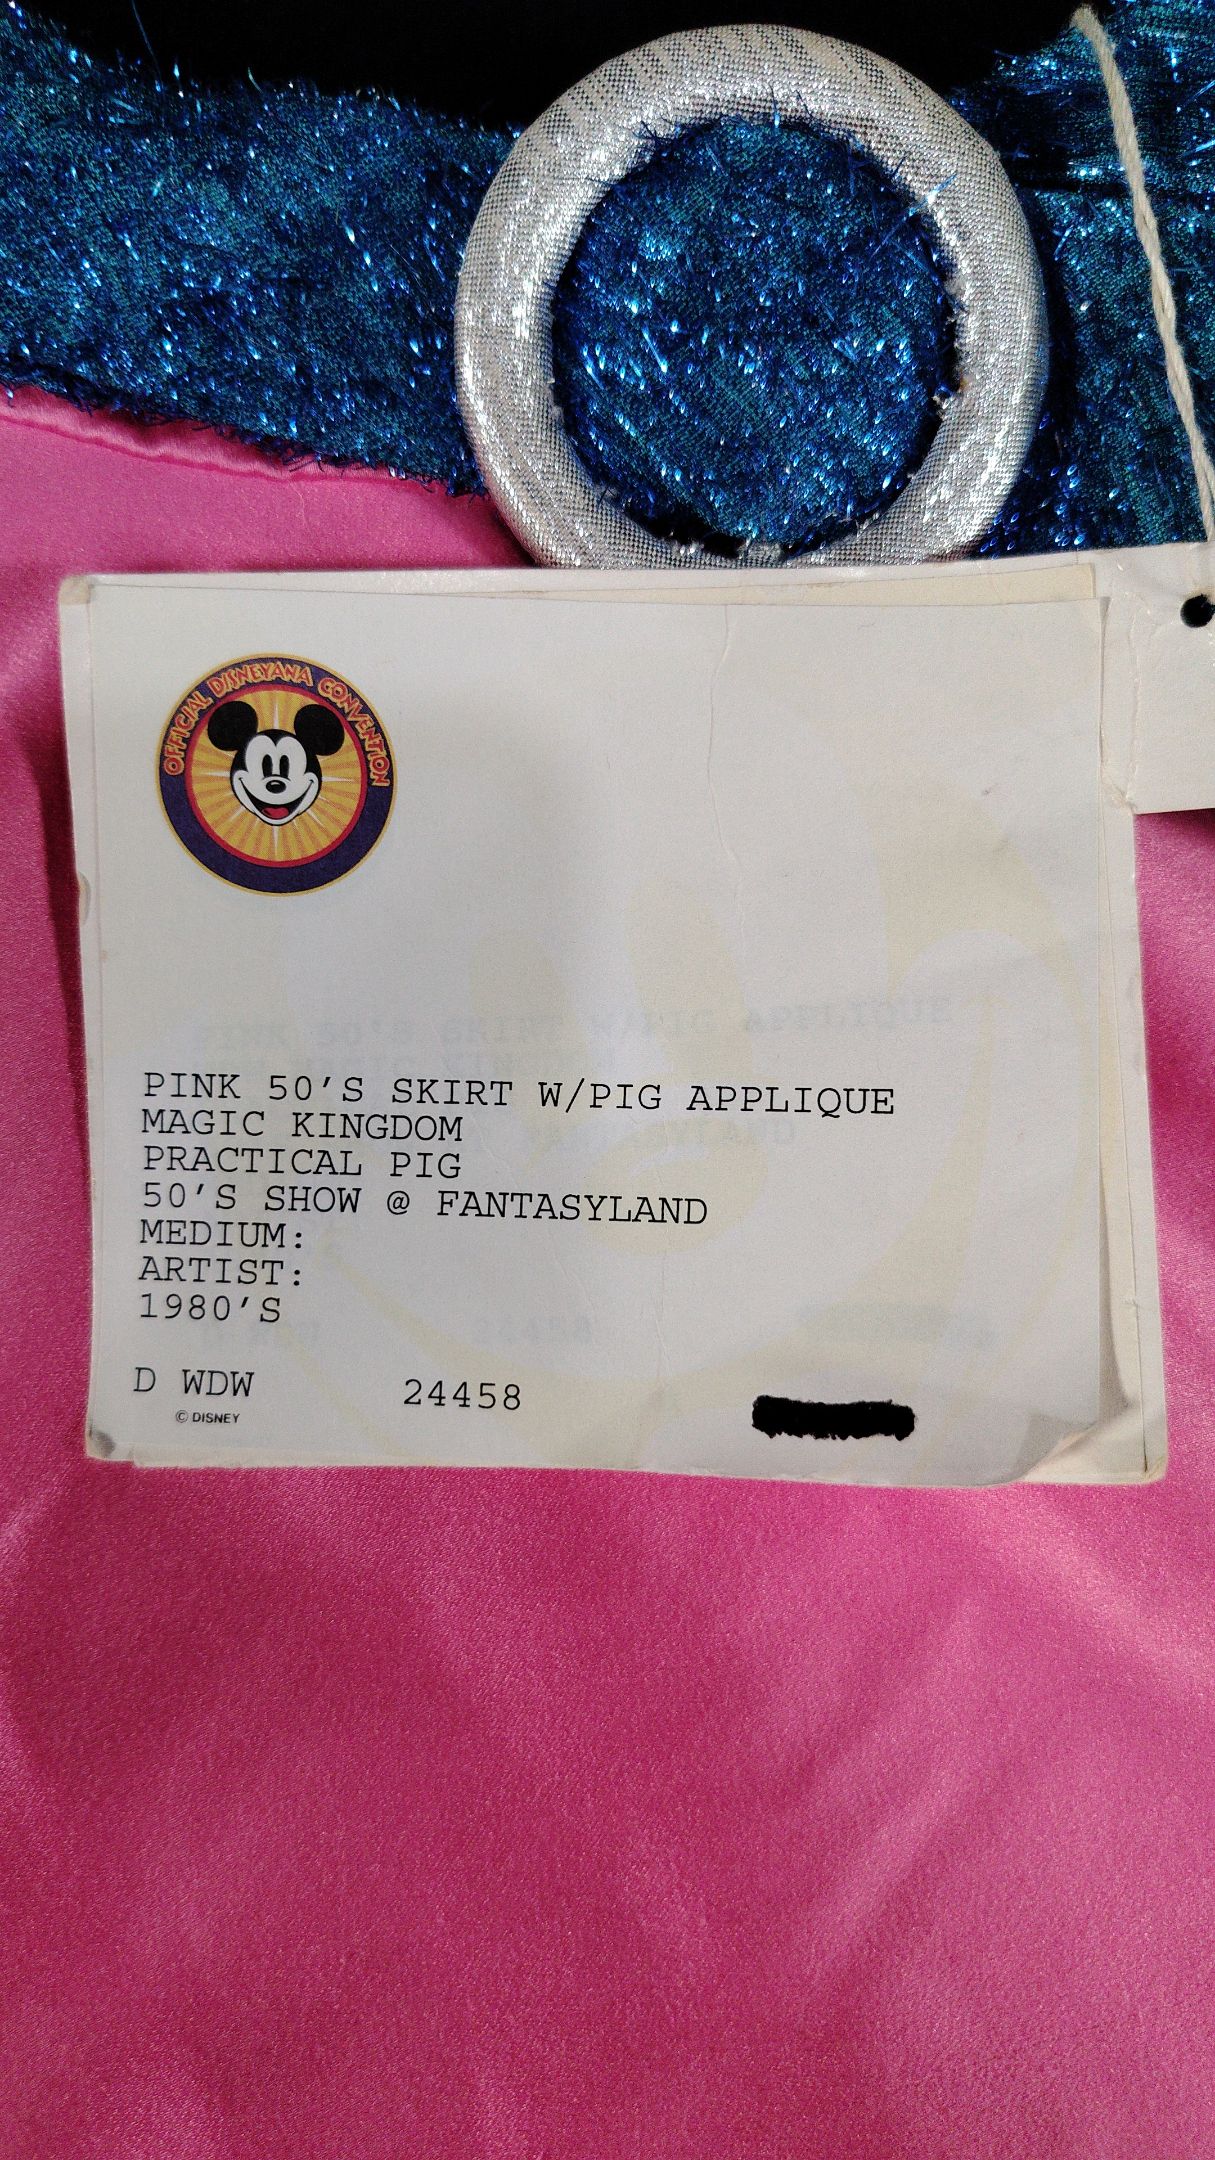 OFFICIAL DISNEYANA CONVENTION
PINK 50'S SKIRT W/PIG APPLIQUE
MAGIC KINGDOM
PRACTICAL PIG
50'S SHOW @ FANTASYLAND
MEDIUM:
ARTIST:
1980'S
D WDW 24458
© DISNEY